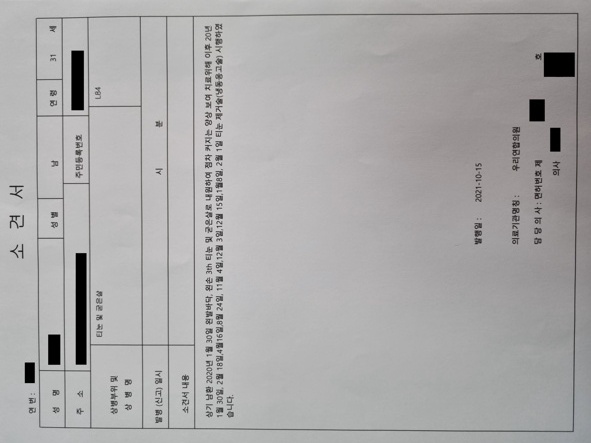 소 견 서
연 번 :
성 명 성 별 남 연 령 31 세
주 소 주민등록번호
상병부위 및
상 병 명
티눈 및 굳은살 L84
발병 (신고) 일시 시 분
소견서 내용
상기 남환 2020년 1월 30일 왼발바닥, 왼손 3th 티눈 및 굳은살로 내원하여 점차 커지는 양상 보여 치료위해 이후 20년
1월 30일, 2월 18일,4월16일,8월 24일, 11월 4일,12월 3일,12월 15일,1월8일, 2월 1일 티눈 제거술(냉동응고술) 시행하였
습니다.
발행일 : 2021-10-15
의료기관명칭 : 우리연합의원
담 당 의 사 : 면허번호 제 호
의사